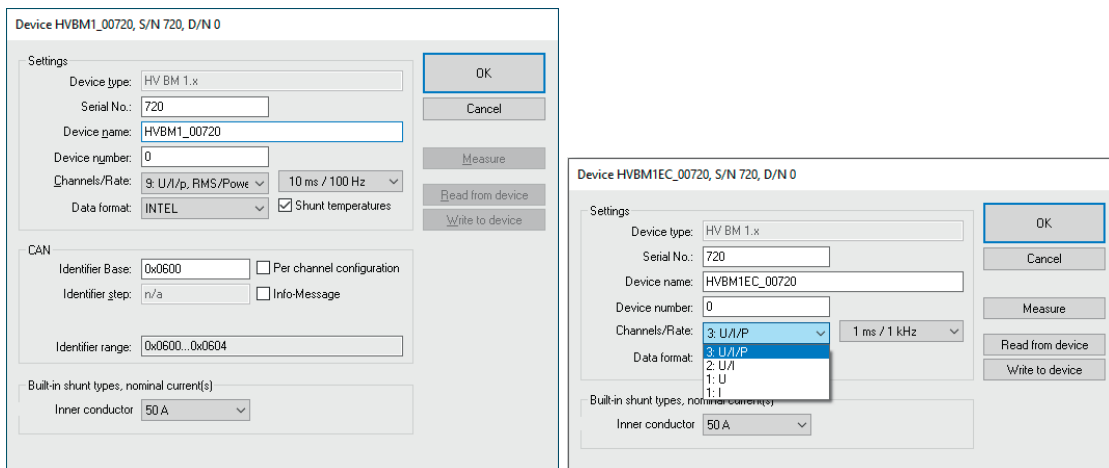 Device HVBM1_00720, S/N 720, D/N 0
Settings
Device type: HV BM 1.x
Serial No.: 720
Device name: HVBM1_00720
Device number: 0
Channels/Rate: 9: U/I/p, RMS/Powe 10 ms / 100 Hz
Data format: INTEL Shunt temperatures
OK
Cancel
Measure
Read from device
Write to device
CAN
Identifier Base: 0x0600 Per channel configuration
Identifier step: n/a Info-Message
Identifier range: 0x0600...0x0604
Built-in shunt types, nominal current(s)
Inner conductor 50 A
Device HVBM1EC_00720, S/N 720, D/N 0
Settings
Device type: HV BM 1.x
Serial No.: 720
Device name: HVBM1EC_00720
Device number: 0
Channels/Rate: 3: U/I/P 1 ms / 1 kHz
3: U/I/P
2: U/I
1: U
1: I
Data format:
OK
Cancel
Measure
Read from device
Write to device
Built-in shunt types, nominal current(s)
Inner conductor 50 A